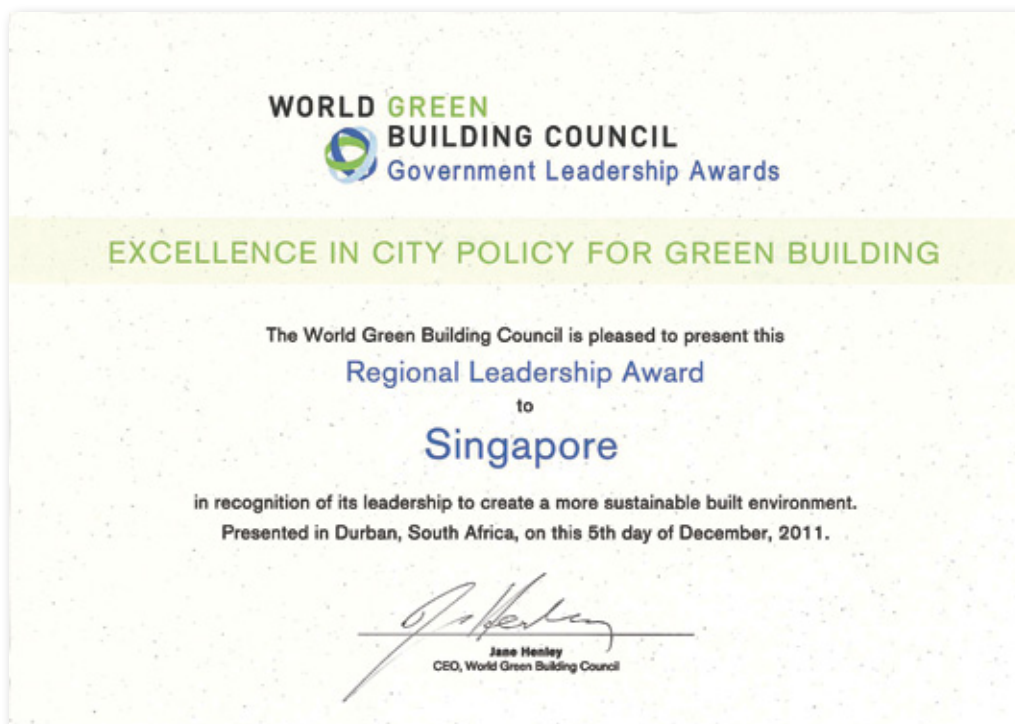 WORLD GREEN
BUILDING COUNCIL
Government Leadership Awards
EXCELLENCE IN CITY POLICY FOR GREEN BUILDING
The World Green Building Council is pleased to present this
Regional Leadership Award
to
Singapore
in recognition of its leadership to create a more sustainable built environment.
Presented in Durban, South Africa, on this 5th day of December, 2011.
Jane Henley
CEO, World Green Building Council